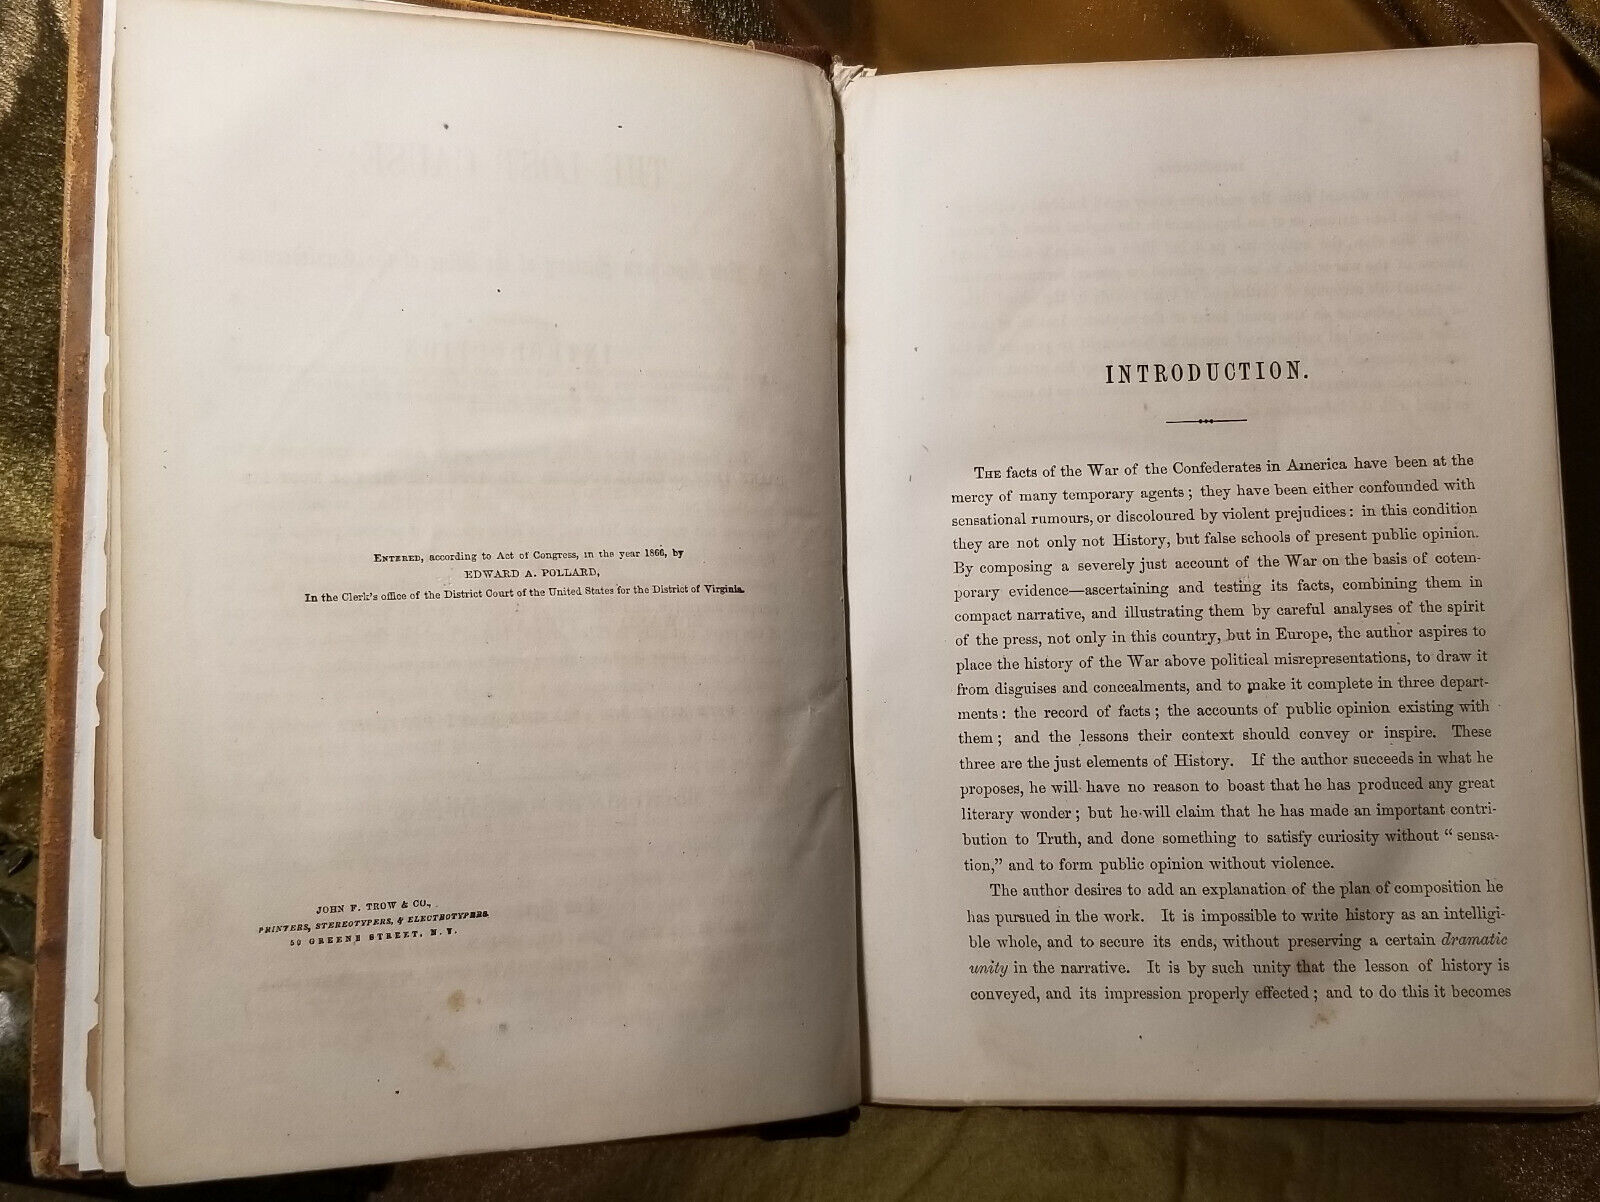 ENTERED, according to Act of Congress, in the year 1866, by
EDWARD A. POLLARD,
In the Clerk's office of the District Court of the United States for the District of Virginia.
JOHN F. TROW & CO.,
PRINTERS, STEREOTYPERS, & ELECTROTYPERS.
50 GREENE STREET, N. Y.
INTRODUCTION.
THE facts of the War of the Confederates in America have been at the
mercy of many temporary agents; they have been either confounded with
sensational rumours, or discoloured by violent prejudices: in this condition
they are not only not History, but false schools of present public opinion.
By composing a severely just account of the War on the basis of cotem-
porary evidence—ascertaining and testing its facts, combining them in
compact narrative, and illustrating them by careful analyses of the spirit
of the press, not only in this country, but in Europe, the author aspires to
place the history of the War above political misrepresentations, to draw it
from disguises and concealments, and to make it complete in three depart-
ments: the record of facts; the accounts of public opinion existing with
them; and the lessons their context should convey or inspire. These
three are the just elements of History. If the author succeeds in what he
proposes, he will have no reason to boast that he has produced any great
literary wonder; but he will claim that he has made an important contri-
bution to Truth, and done something to satisfy curiosity without "sensa-
tion," and to form public opinion without violence.
The author desires to add an explanation of the plan of composition he
has pursued in the work. It is impossible to write history as an intelligi-
ble whole, and to secure its ends, without preserving a certain dramatic
unity in the narrative. It is by such unity that the lesson of history is
conveyed, and its impression properly effected; and to do this it becomes